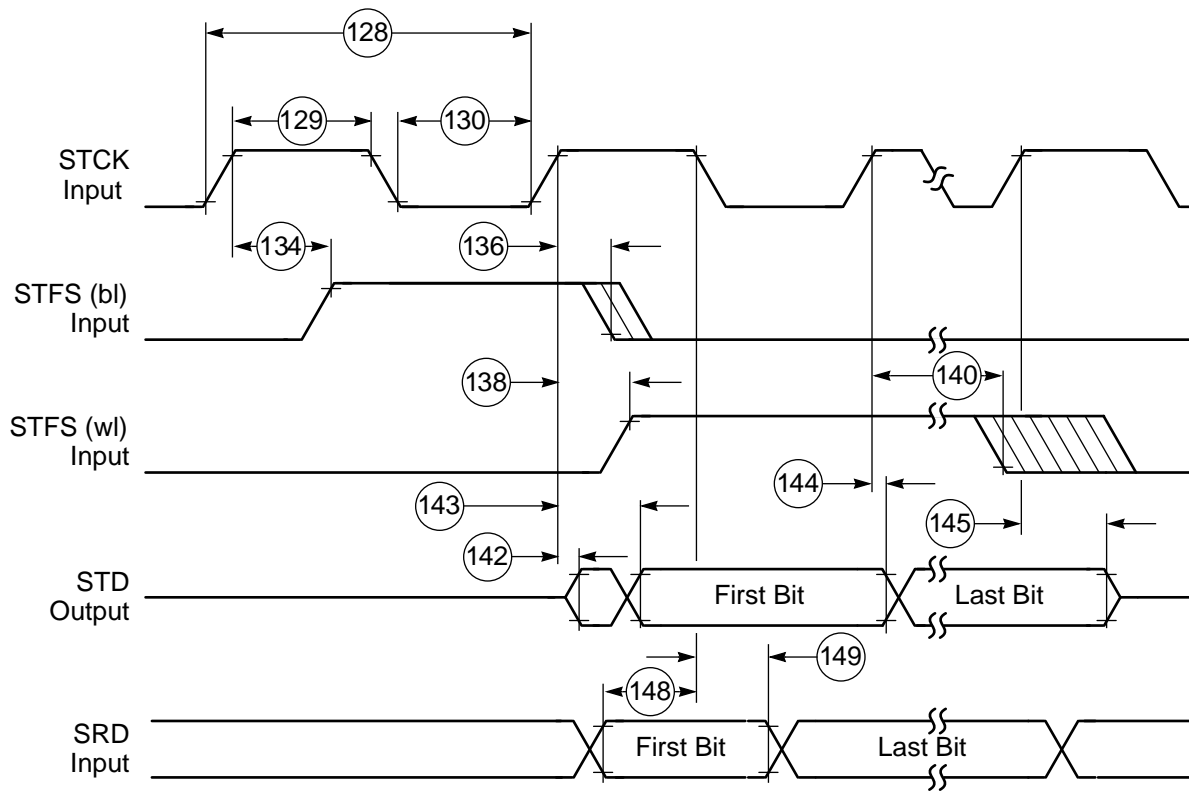 128
129
130
STCK
Input
134
136
STFS (bl)
Input
138
140
STFS (wl)
Input
144
143
145
142
STD
Output
First Bit
Last Bit
149
148
SRD
Input
First Bit
Last Bit